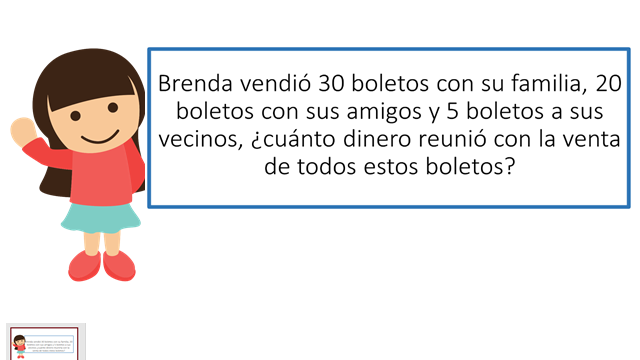 Brenda vendió 30 boletos con su familia, 20
boletos con sus amigos y 5 boletos a sus
vecinos, ¿cuánto dinero reunió con la venta
de todos estos boletos?